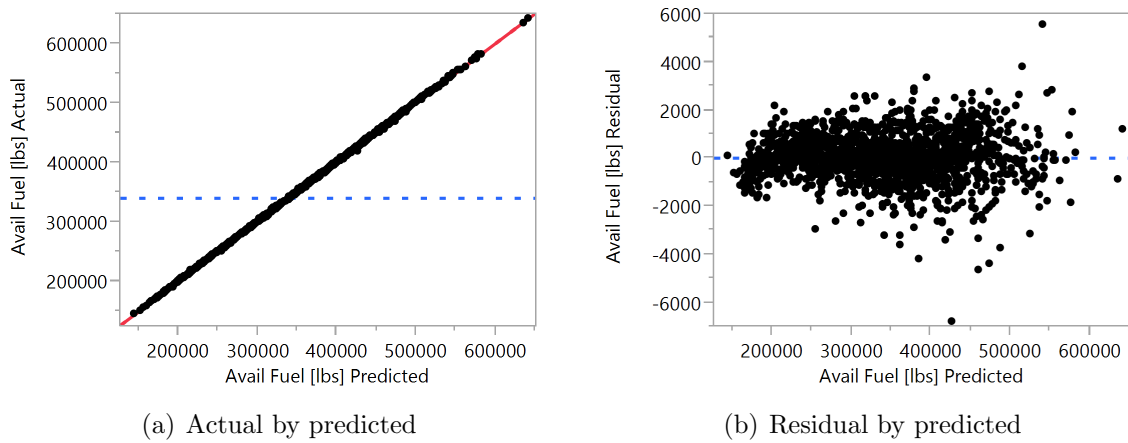 Avail Fuel [lbs] Actual
600000
500000
400000
300000
200000
200000 300000 400000 500000 600000
Avail Fuel [lbs] Predicted
(a) Actual by predicted
Avail Fuel [lbs] Residual
6000
4000
2000
0
-2000
-4000
-6000
200000 300000 400000 500000 600000
Avail Fuel [lbs] Predicted
(b) Residual by predicted